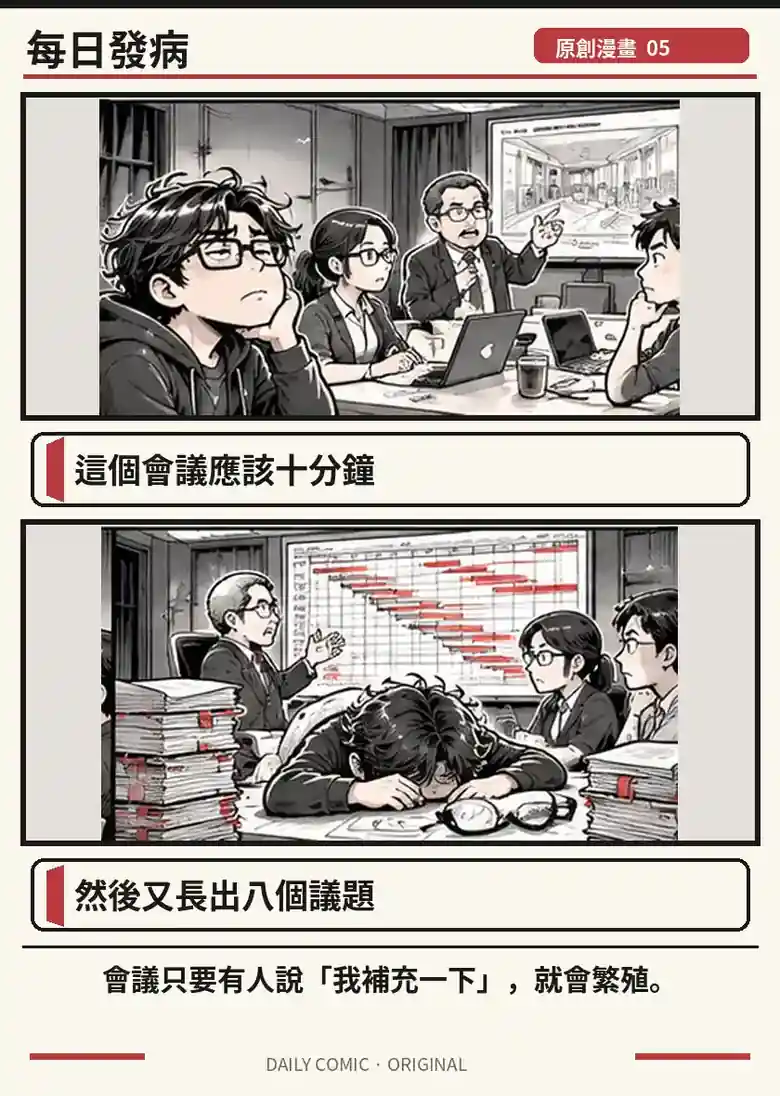 每日發病
原創漫畫 05
這個會議應該十分鐘
然後又長出八個議題
會議只要有人說「我補充一下」，就會繁殖。
DAILY COMIC · ORIGINAL